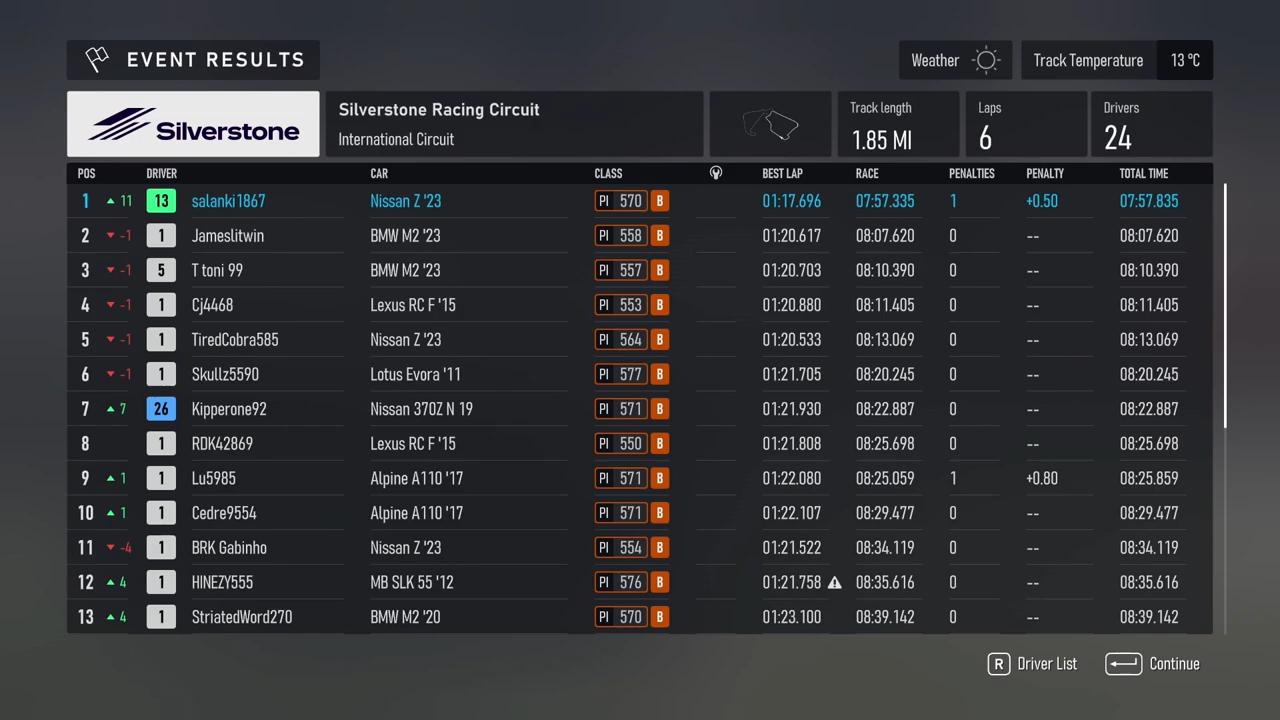 EVENT RESULTS
Weather
Track Temperature 13 ºC
Silverstone
Silverstone Racing Circuit
International Circuit
Track length
1.85 MI
Laps
6
Drivers
24
POS DRIVER CAR CLASS BEST LAP RACE PENALTIES PENALTY TOTAL TIME
1 ▲ 11 13 salanki1867 Nissan Z '23 PI 570 B 01:17.696 07:57.335 1 +0.50 07:57.835
2 ▼ -1 1 Jameslitwin BMW M2 '23 PI 558 B 01:20.617 08:07.620 0 -- 08:07.620
3 ▼ -1 5 T toni 99 BMW M2 '23 PI 557 B 01:20.703 08:10.390 0 -- 08:10.390
4 ▼ -1 1 Cj4468 Lexus RC F '15 PI 553 B 01:20.880 08:11.405 0 -- 08:11.405
5 ▼ -1 1 TiredCobra585 Nissan Z '23 PI 564 B 01:20.533 08:13.069 0 -- 08:13.069
6 ▼ -1 1 Skullz5590 Lotus Evora '11 PI 577 B 01:21.705 08:20.245 0 -- 08:20.245
7 ▲ 7 26 Kipperone92 Nissan 370Z N 19 PI 571 B 01:21.930 08:22.887 0 -- 08:22.887
8 1 RDK42869 Lexus RC F '15 PI 550 B 01:21.808 08:25.698 0 -- 08:25.698
9 ▲ 1 1 Lu5985 Alpine A110 '17 PI 571 B 01:22.080 08:25.059 1 +0.80 08:25.859
10 ▲ 1 1 Cedre9554 Alpine A110 '17 PI 571 B 01:22.107 08:29.477 0 -- 08:29.477
11 ▼ -4 1 BRK Gabinho Nissan Z '23 PI 554 B 01:21.522 08:34.119 0 -- 08:34.119
12 ▲ 4 1 HINEZY555 MB SLK 55 '12 PI 576 B 01:21.758 08:35.616 0 -- 08:35.616
13 ▲ 4 1 StriatedWord270 BMW M2 '20 PI 570 B 01:23.100 08:39.142 0 -- 08:39.142
R Driver List Continue